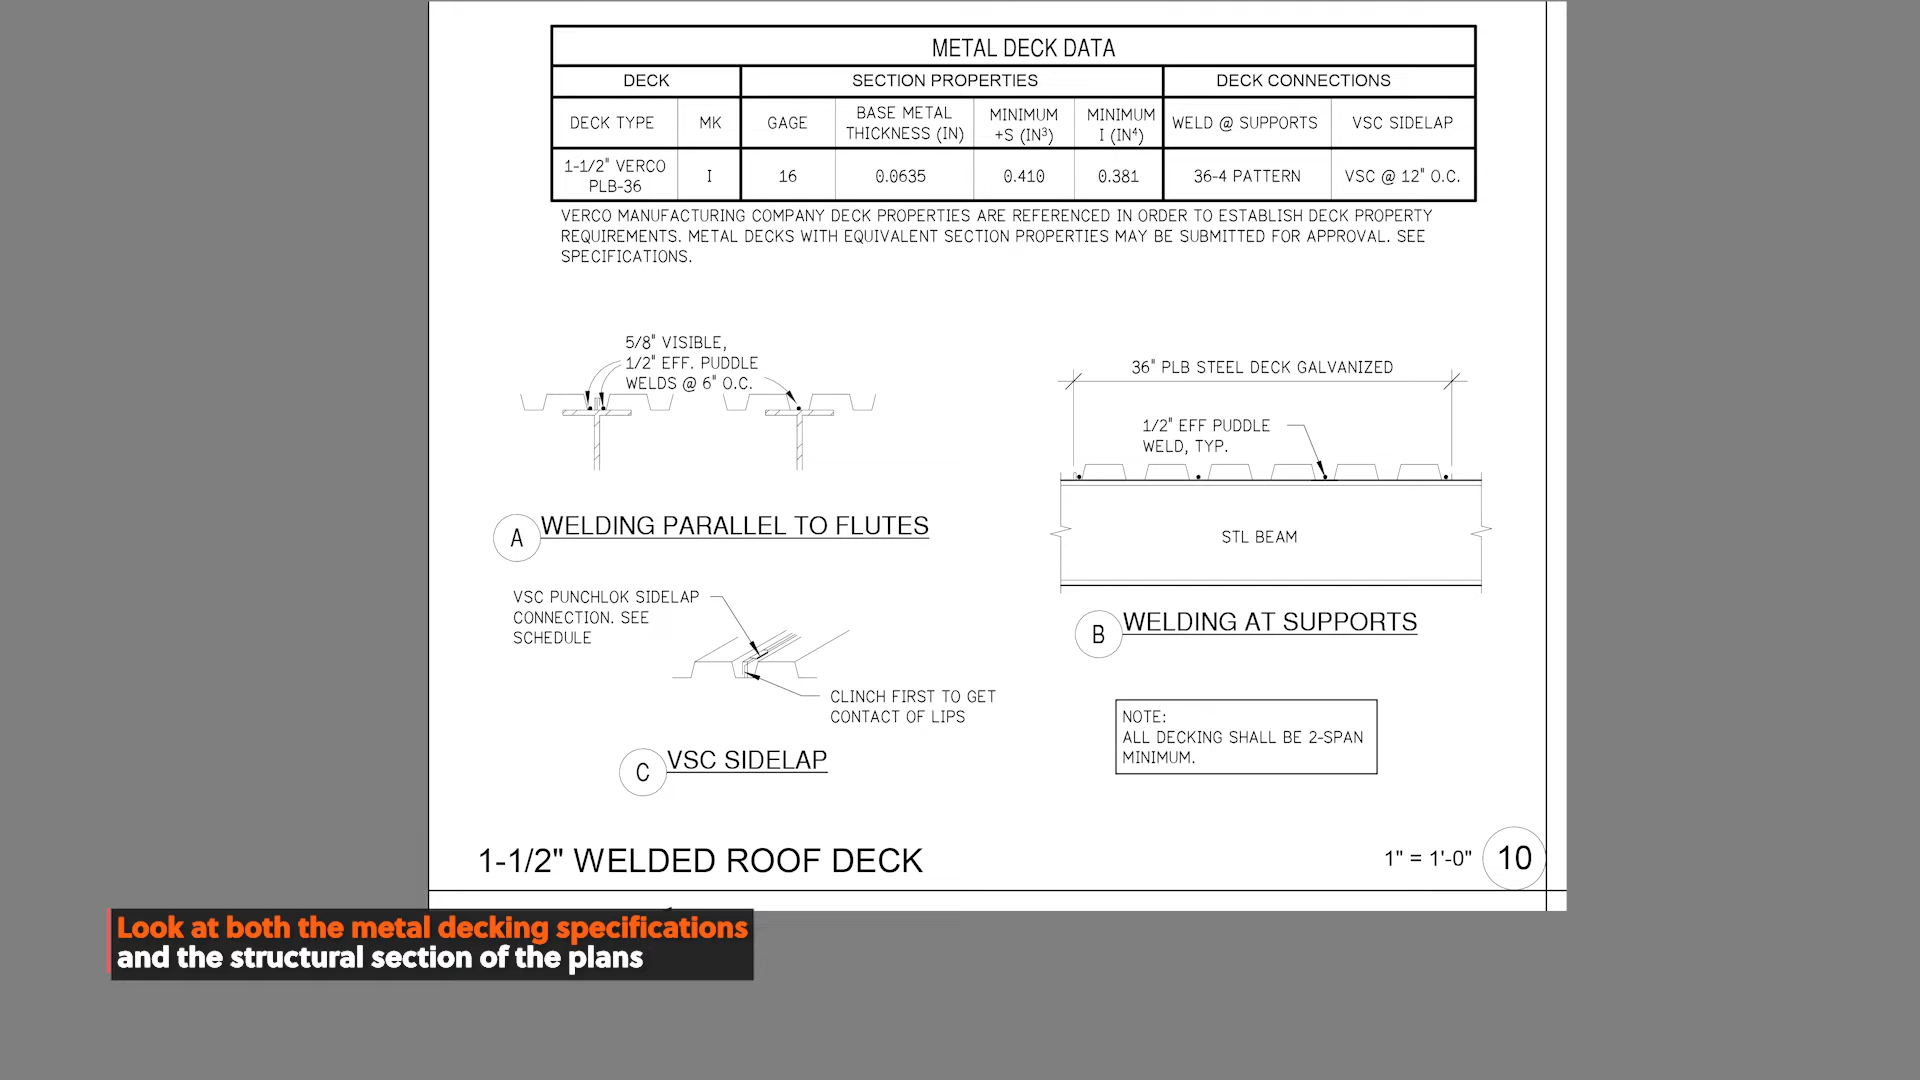 METAL DECK DATA
DECK
SECTION PROPERTIES
DECK CONNECTIONS
DECK TYPE
MK
GAGE
BASE METAL
THICKNESS (IN)
MINIMUM
+S (IN³)
MINIMUM
I (IN⁴)
WELD @ SUPPORTS
VSC SIDELAP
1-1/2" VERCO
PLB-36
I
16
0.0635
0.410
0.381
36-4 PATTERN
VSC @ 12" O.C.
VERCO MANUFACTURING COMPANY DECK PROPERTIES ARE REFERENCED IN ORDER TO ESTABLISH DECK PROPERTY
REQUIREMENTS. METAL DECKS WITH EQUIVALENT SECTION PROPERTIES MAY BE SUBMITTED FOR APPROVAL. SEE
SPECIFICATIONS.
5/8" VISIBLE,
1/2" EFF. PUDDLE
WELDS @ 6" O.C.
A
WELDING PARALLEL TO FLUTES
36" PLB STEEL DECK GALVANIZED
1/2" EFF PUDDLE
WELD, TYP.
STL BEAM
B
WELDING AT SUPPORTS
VSC PUNCHLOK SIDELAP
CONNECTION. SEE
SCHEDULE
CLINCH FIRST TO GET
CONTACT OF LIPS
C
VSC SIDELAP
NOTE:
ALL DECKING SHALL BE 2-SPAN
MINIMUM.
1-1/2" WELDED ROOF DECK
1" = 1'-0"
10
Look at both the metal decking specifications
and the structural section of the plans